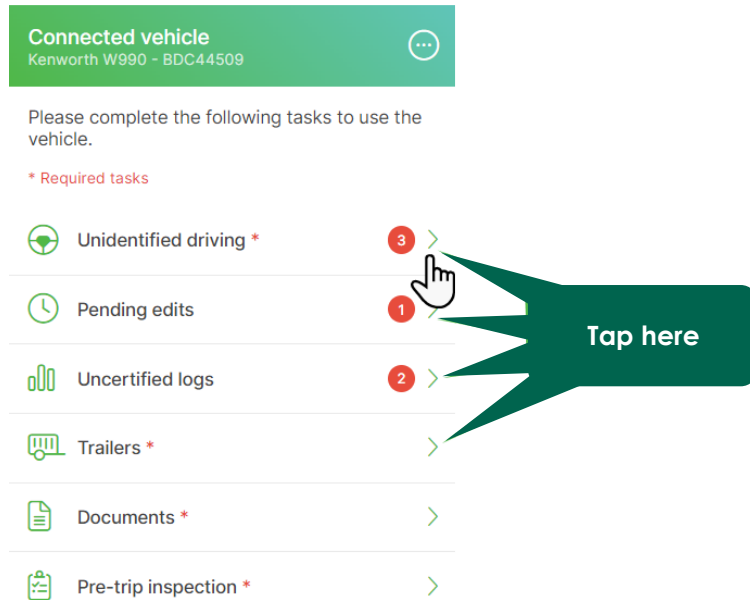 Connected vehicle
Kenworth W990 - BDC44509
Please complete the following tasks to use the
vehicle.
* Required tasks
Unidentified driving * 3
Pending edits 1
Uncertified logs 2
Trailers *
Documents *
Pre-trip inspection *
Tap here